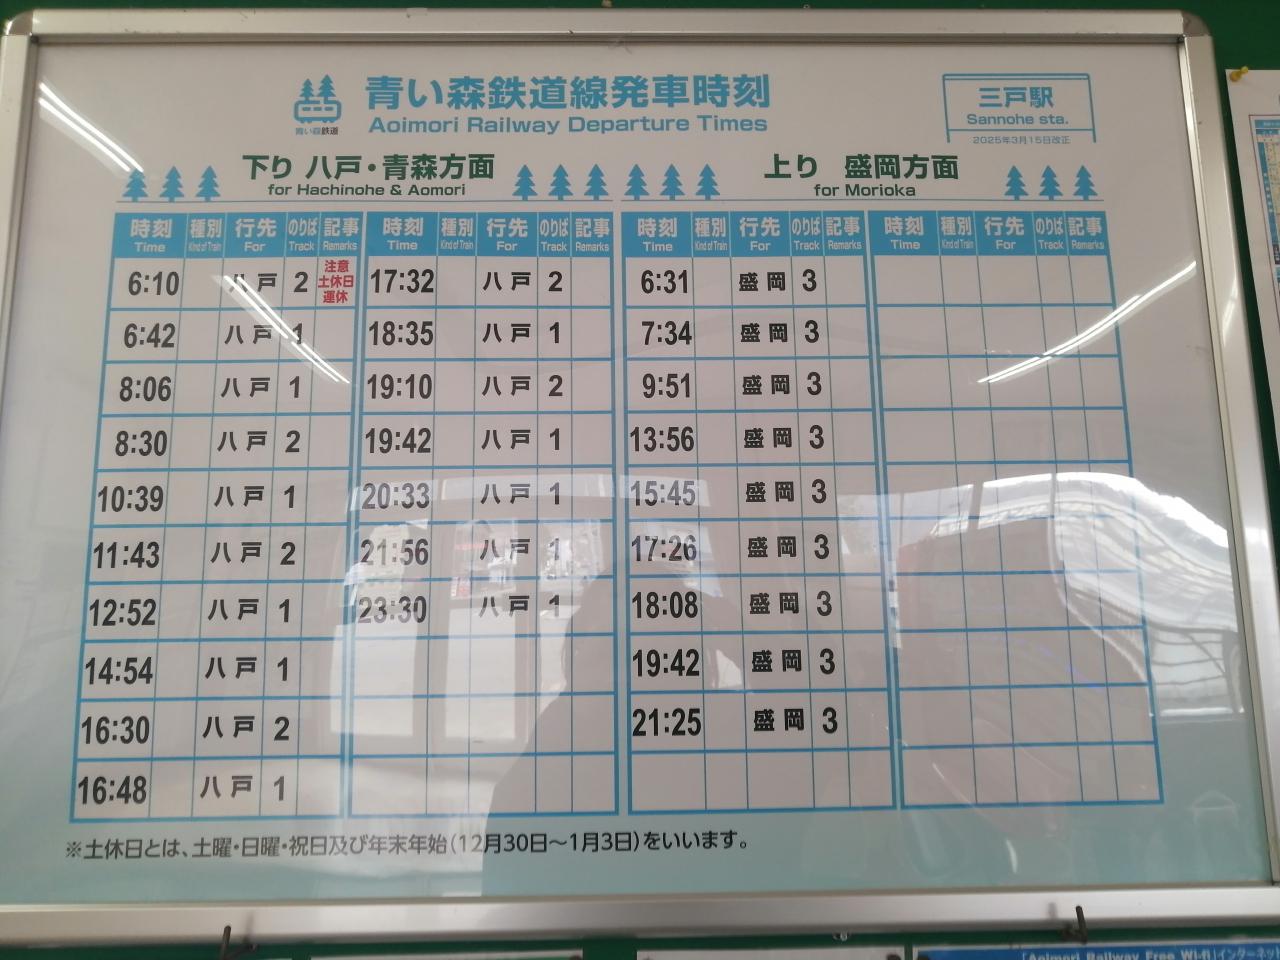 青い森鉄道
青い森鉄道線発車時刻
Aoimori Railway Departure Times
三戸駅
Sannohe sta.
2025年3月15日改正
下り 八戸・青森方面
for Hachinohe & Aomori
上り 盛岡方面
for Morioka
時刻 種別 行先 のりば 記事 時刻 種別 行先 のりば 記事 時刻 種別 行先 のりば 記事 時刻 種別 行先 のりば 記事
Time Kind of Train For Track Remarks Time Kind of Train For Track Remarks Time Kind of Train For Track Remarks Time Kind of Train For Track Remarks
6:10 八戸 2 注意 土休日 運休 17:32 八戸 2 6:31 盛岡 3
6:42 八戸 1 18:35 八戸 1 7:34 盛岡 3
8:06 八戸 1 19:10 八戸 2 9:51 盛岡 3
8:30 八戸 2 19:42 八戸 1 13:56 盛岡 3
10:39 八戸 1 20:33 八戸 1 15:45 盛岡 3
11:43 八戸 2 21:56 八戸 1 17:26 盛岡 3
12:52 八戸 1 23:30 八戸 1 18:08 盛岡 3
14:54 八戸 1 19:42 盛岡 3
16:30 八戸 2 21:25 盛岡 3
16:48 八戸 1
※土休日とは、土曜・日曜・祝日及び年末年始(12月30日～1月3日)をいいます。
「Aoimori Railway Free Wi-fi」インターネッ